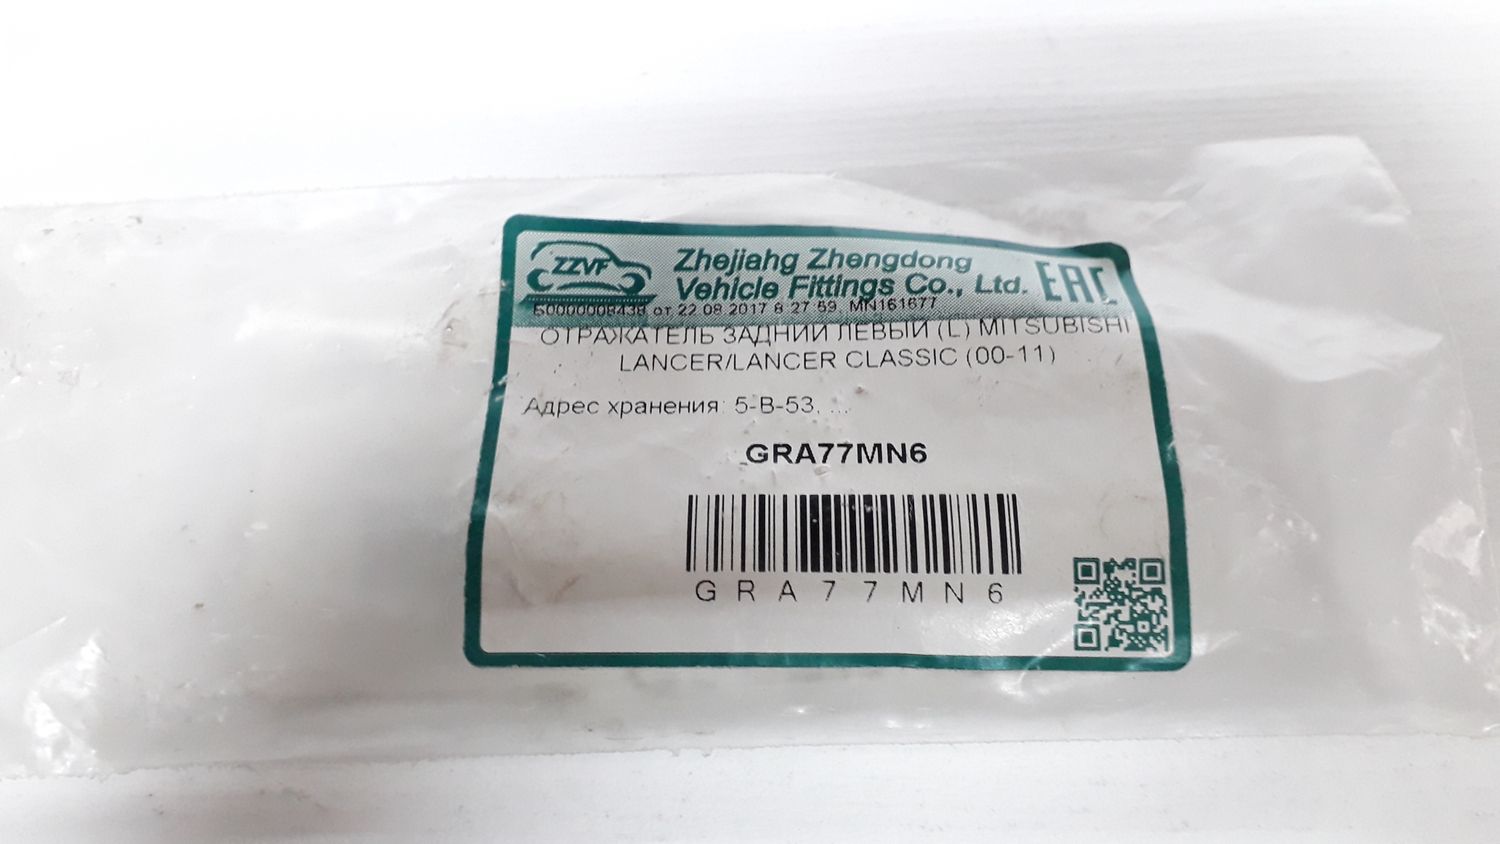 ZZVF
Zhejiahg Zhengdong
Vehicle Fittings Co., Ltd.
EAC
Б0000008438 от 22.08.2017 8:27:59, MN161677
ОТРАЖАТЕЛЬ ЗАДНИЙ ЛЕВЫЙ (L) MITSUBISHI
LANCER/LANCER CLASSIC (00-11)
Адрес хранения: 5-B-53, ...
GRA77MN6
GRA77MN6